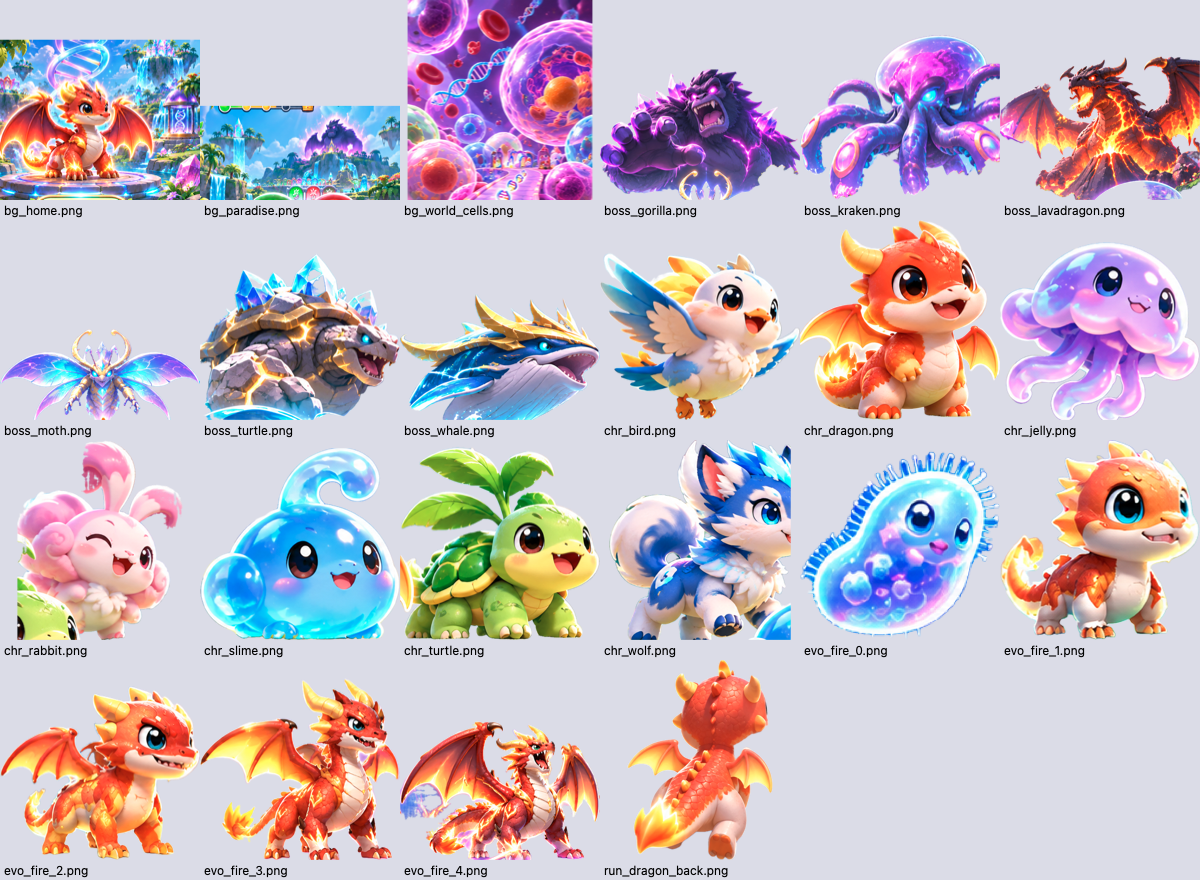 bg_home.png
bg_paradise.png
bg_world_cells.png
boss_gorilla.png
boss_kraken.png
boss_lavadragon.png
boss_moth.png
boss_turtle.png
boss_whale.png
chr_bird.png
chr_dragon.png
chr_jelly.png
chr_rabbit.png
chr_slime.png
chr_turtle.png
chr_wolf.png
evo_fire_0.png
evo_fire_1.png
evo_fire_2.png
evo_fire_3.png
evo_fire_4.png
run_dragon_back.png